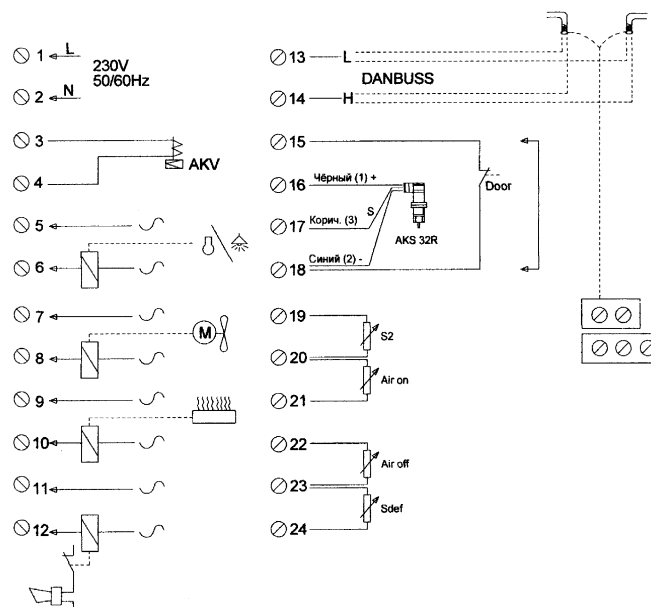 1 L
230V
50/60Hz
2 N
3
AKV
4
5
6
7
M
8
9
10
11
12
13 L
DANBUSS
14 H
15
Door
16 Чёрный (1) +
17 Корич. (3) S
AKS 32R
Синий (2) -
18
19
S2
20
Air on
21
22
Air off
23
Sdef
24